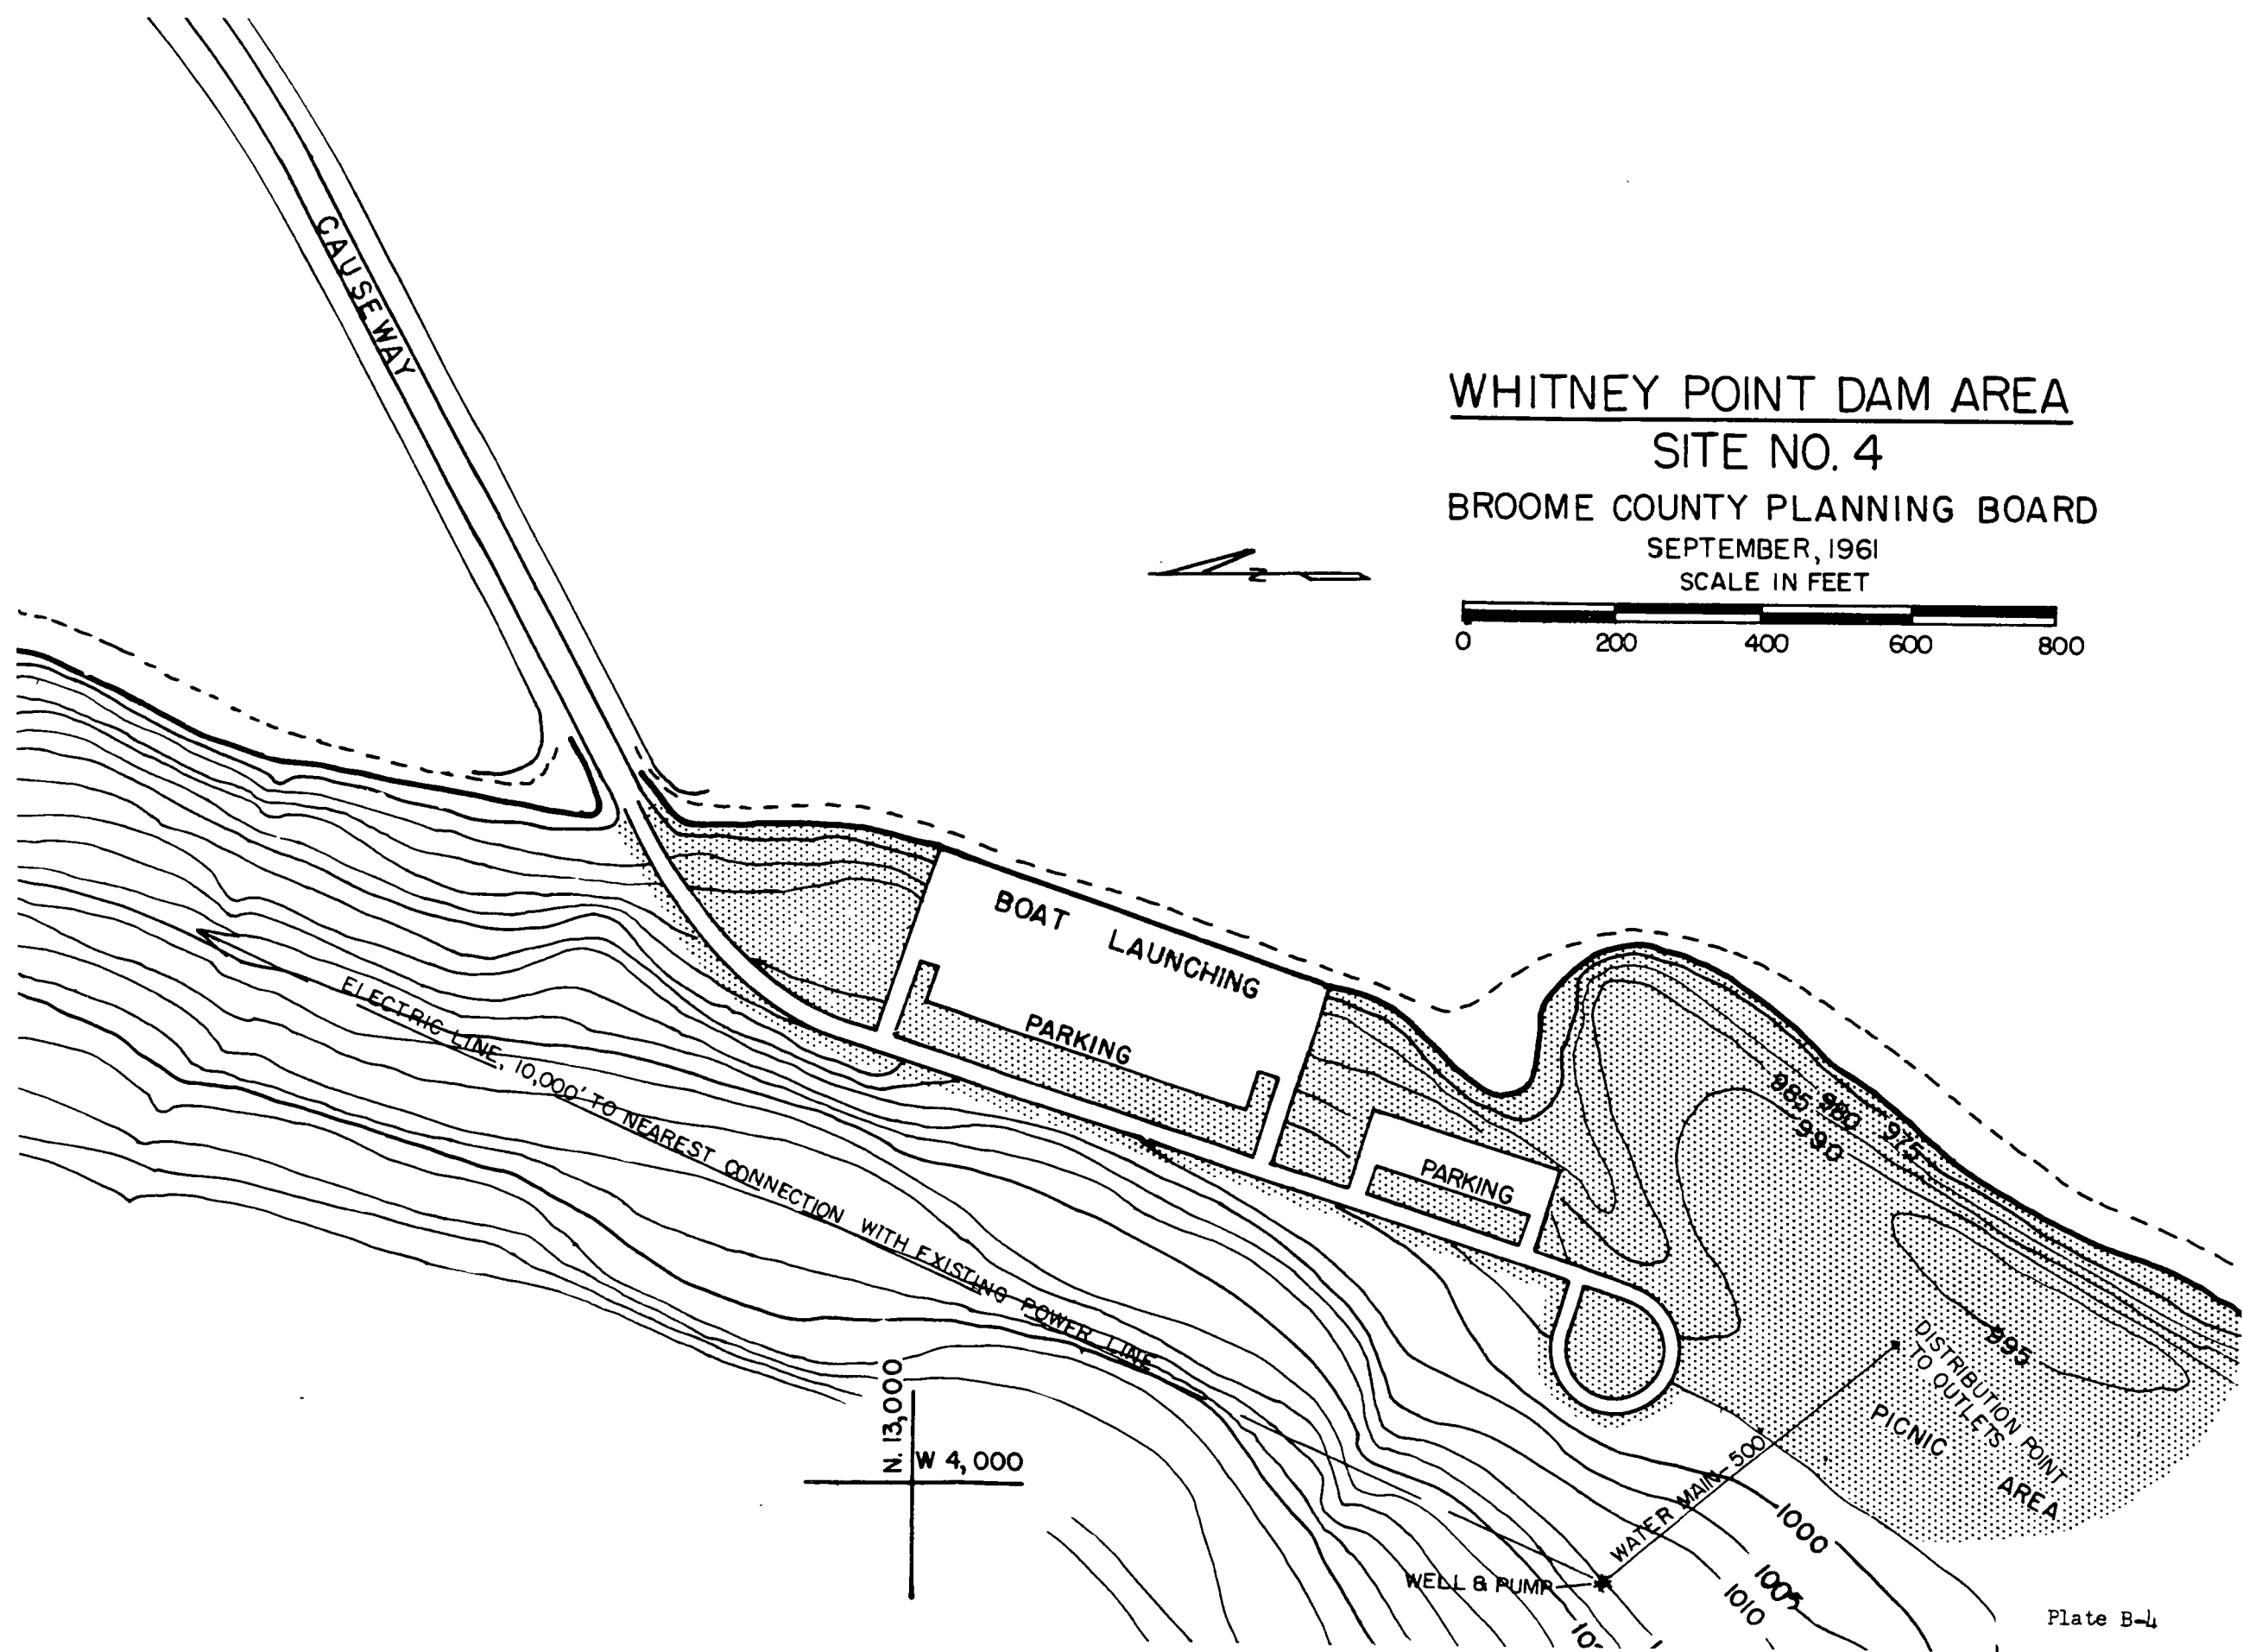 CAUSEWAY
WHITNEY POINT DAM AREA
SITE NO. 4
BROOME COUNTY PLANNING BOARD
SEPTEMBER, 1961
SCALE IN FEET
0 200 400 600 800
N
BOAT LAUNCHING
PARKING
PARKING
985 980 975
990
995
ELECTRIC LINE, 10,000' TO NEAREST CONNECTION WITH EXISTING POWER LINE
N. 13,000
W 4,000
DISTRIBUTION POINT
TO OUTLETS
PICNIC AREA
WATER MAIN - 500'
WELL & PUMP
1000
1005
1010
Plate B-4